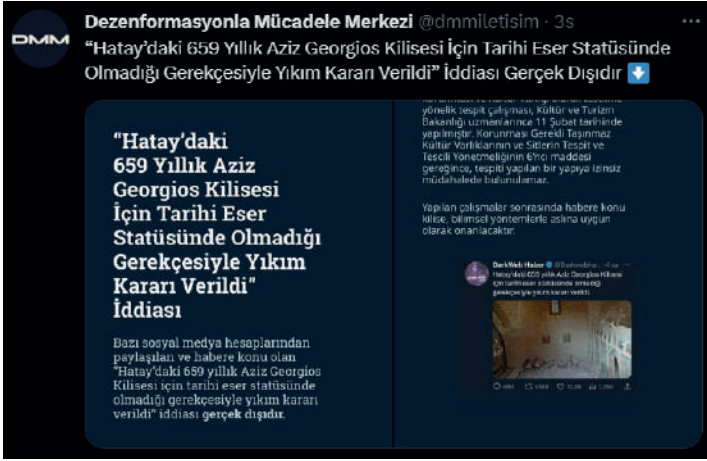 DMM
Dezenformasyonla Mücadele Merkezi @dmmiletisim · 3s
“Hatay’daki 659 Yıllık Aziz Georgios Kilisesi İçin Tarihi Eser Statüsünde
Olmadığı Gerekçesiyle Yıkım Kararı Verildi” İddiası Gerçek Dışıdır
“Hatay’daki
659 Yıllık Aziz
Georgios Kilisesi
İçin Tarihi Eser
Statüsünde Olmadığı
Gerekçesiyle Yıkım
Kararı Verildi”
İddiası
Bazı sosyal medya hesaplarından
paylaşılan ve habere konu olan
“Hatay’daki 659 yıllık Aziz Georgios
Kilisesi için tarihi eser statüsünde
olmadığı gerekçesiyle yıkım kararı
verildi” iddiası gerçek dışıdır.
yönelik tespit çalışması, Kültür ve Turizm
Bakanlığı uzmanlarınca 11 Şubat tarihinde
yapılmıştır. Korunması Gerekli Taşınmaz
Kültür Varlıklarının ve Sitlerin Tespit ve
Tescili Yönetmeliğinin 6’ncı maddesi
gereğince, tespiti yapılan bir yapıya izinsiz
müdahalede bulunulamaz.
Yapılan çalışmalar sonrasında habere konu
kilise, bilimsel yöntemlerle aslına uygun
olarak onarılacaktır.
DarkWeb Haber
Hatay’daki 659 yıllık Aziz Georgios Kilisesi
için tarihi eser statüsünde olmadığı
gerekçesiyle yıkım kararı verildi.